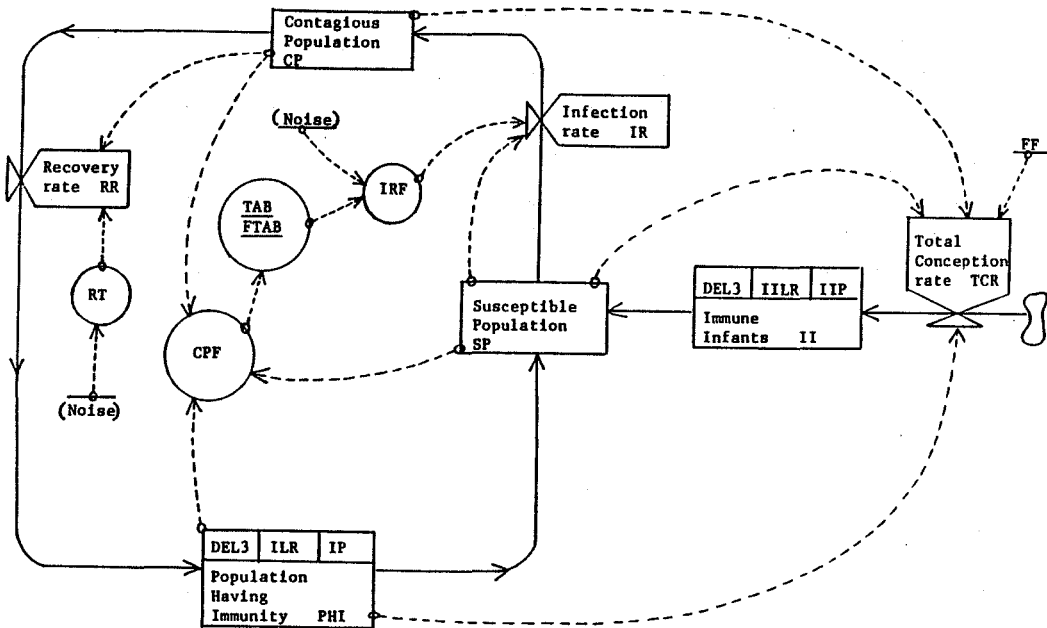 Contagious
Population
CP
(Noise)
Infection
rate IR
FF
Recovery
rate RR
IRF
TAB
FTAB
Total
Conception
rate TCR
RT
DEL3 IILR IIP
Immune
Infants II
Susceptible
Population
SP
CPF
(Noise)
DEL3 ILR IP
Population
Having
Immunity PHI